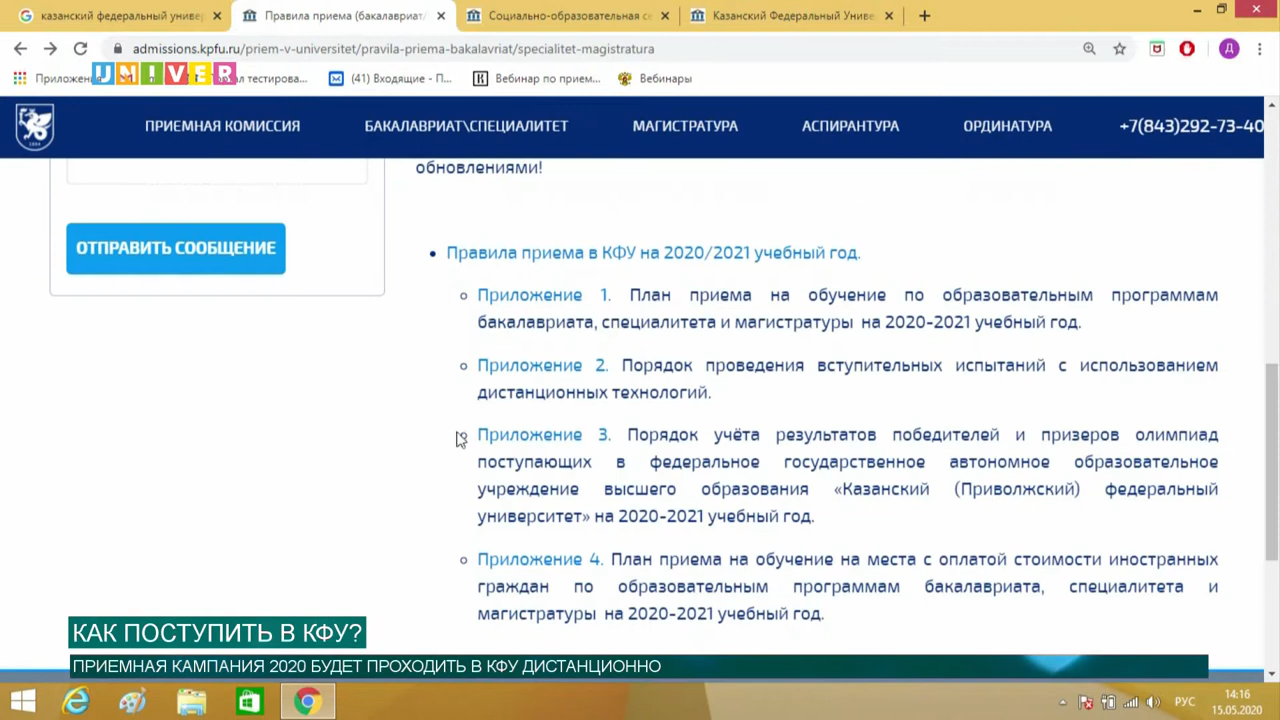 казанский федеральный универ
Правила приема (бакалавриат/
Социально-образовательная се
Казанский Федеральный Униве
admissions.kpfu.ru/priem-v-universitet/pravila-priema-bakalavriat/specialitet-magistratura
Д
Приложения
UNIVER
тестирова...
(41) Входящие - П...
Вебинар по прием...
Вебинары
ПРИЕМНАЯ КОМИССИЯ
БАКАЛАВРИАТ\СПЕЦИАЛИТЕТ
МАГИСТРАТУРА
АСПИРАНТУРА
ОРДИНАТУРА
+7(843)292-73-40
обновлениями!
ОТПРАВИТЬ СООБЩЕНИЕ
Правила приема в КФУ на 2020/2021 учебный год.
Приложение 1. План приема на обучение по образовательным программам
бакалавриата, специалитета и магистратуры на 2020-2021 учебный год.
Приложение 2. Порядок проведения вступительных испытаний с использованием
дистанционных технологий.
Приложение 3. Порядок учёта результатов победителей и призеров олимпиад
поступающих в федеральное государственное автономное образовательное
учреждение высшего образования «Казанский (Приволжский) федеральный
университет» на 2020-2021 учебный год.
Приложение 4. План приема на обучение на места с оплатой стоимости иностранных
граждан по образовательным программам бакалавриата, специалитета и
магистратуры на 2020-2021 учебный год.
КАК ПОСТУПИТЬ В КФУ?
ПРИЕМНАЯ КАМПАНИЯ 2020 БУДЕТ ПРОХОДИТЬ В КФУ ДИСТАНЦИОННО
РУС
14:16
15.05.2020